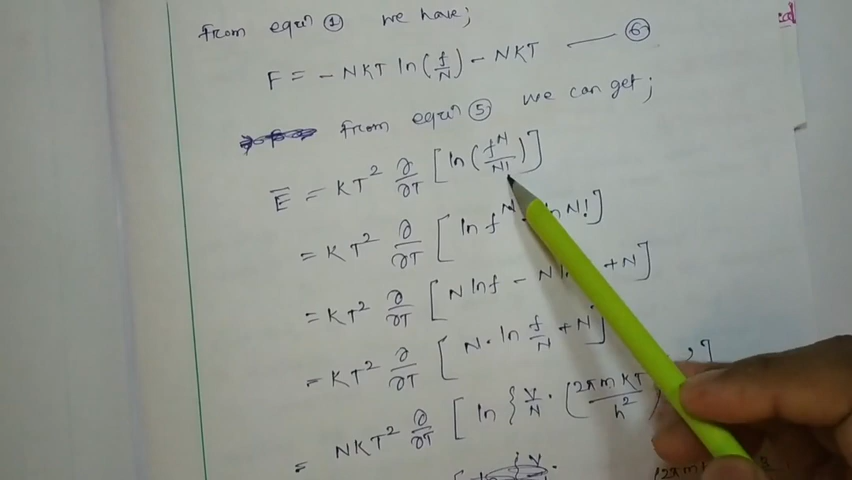 from eqn ① we have;
F = - NKT ln(f/N) - NKT —— ⑥
from eqn ⑤ we can get;
Ē = KT² ∂/∂T [ln(f^N/N!)]
= KT² ∂/∂T [ln f^N ln N!]
= KT² ∂/∂T [N ln f - N ln + N]
= KT² ∂/∂T [N. ln f/N + N]
= NKT² ∂/∂T [ln { V/N . (2πmKT/h²)